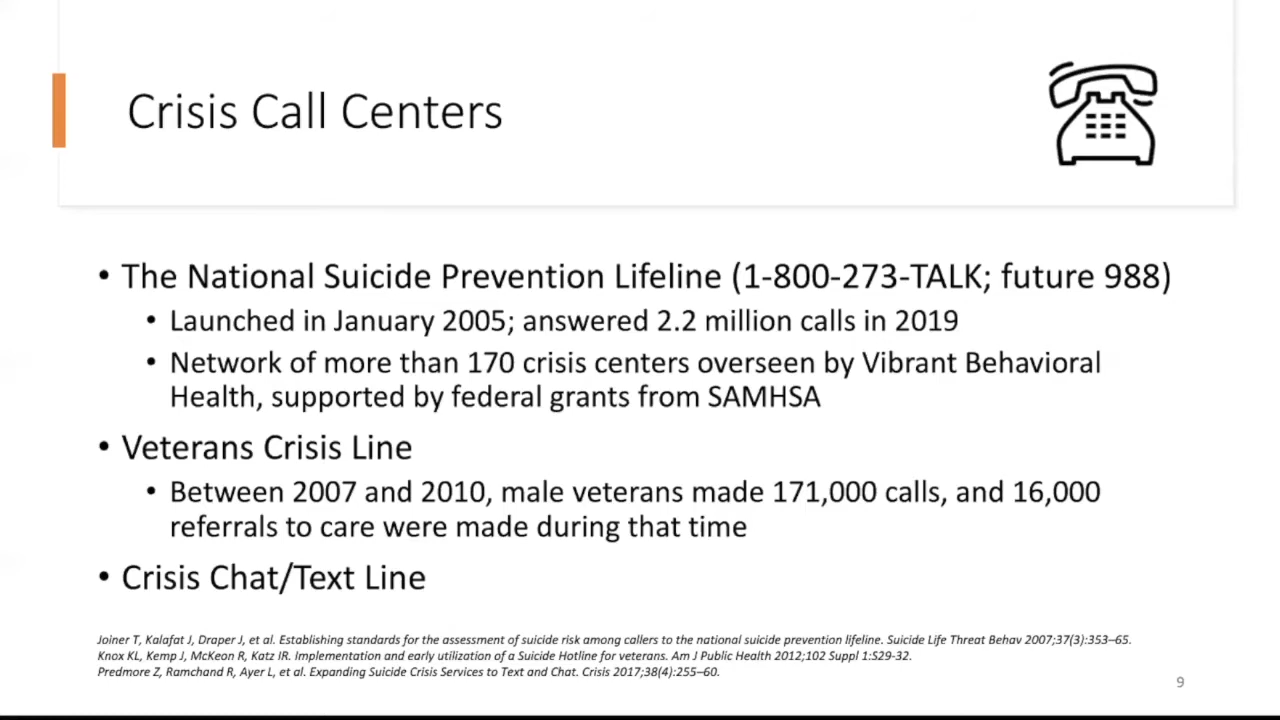 Crisis Call Centers
• The National Suicide Prevention Lifeline (1-800-273-TALK; future 988)
• Launched in January 2005; answered 2.2 million calls in 2019
• Network of more than 170 crisis centers overseen by Vibrant Behavioral
Health, supported by federal grants from SAMHSA
• Veterans Crisis Line
• Between 2007 and 2010, male veterans made 171,000 calls, and 16,000
referrals to care were made during that time
• Crisis Chat/Text Line
Joiner T, Kalafat J, Draper J, et al. Establishing standards for the assessment of suicide risk among callers to the national suicide prevention lifeline. Suicide Life Threat Behav 2007;37(3):353–65.
Knox KL, Kemp J, McKeon R, Katz IR. Implementation and early utilization of a Suicide Hotline for veterans. Am J Public Health 2012;102 Suppl 1:S29-32.
Predmore Z, Ramchand R, Ayer L, et al. Expanding Suicide Crisis Services to Text and Chat. Crisis 2017;38(4):255–60.
9